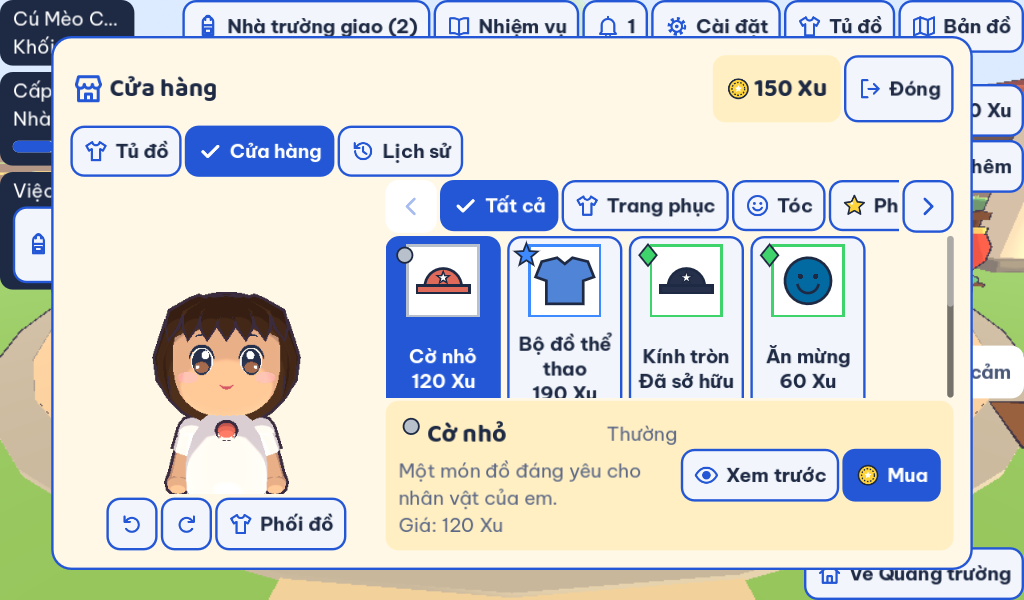 Cú Mèo C...
Khối
Nhà trường giao (2)
Nhiệm vụ
1
Cài đặt
Tủ đồ
Bản đồ
Cấp
Nhà
Việc
Cửa hàng
150 Xu
Đóng
0 Xu
hêm
Tủ đồ
Cửa hàng
Lịch sử
Tất cả
Trang phục
Tóc
Ph
Cờ nhỏ
120 Xu
Bộ đồ thể
thao
190 Xu
Kính tròn
Đã sở hữu
Ăn mừng
60 Xu
cảm
Cờ nhỏ
Thường
Một món đồ đáng yêu cho
nhân vật của em.
Giá: 120 Xu
Xem trước
Mua
Phối đồ
Về Quảng trường